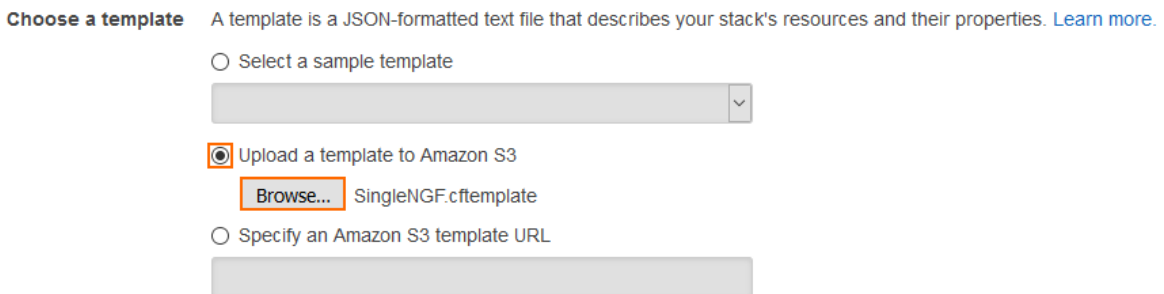 Choose a template A template is a JSON-formatted text file that describes your stack's resources and their properties. Learn more.
Select a sample template
Upload a template to Amazon S3
Browse... SingleNGF.cftemplate
Specify an Amazon S3 template URL